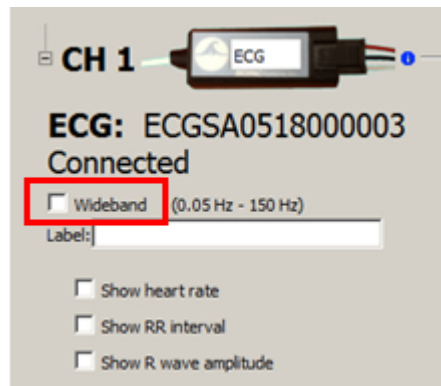 CH 1 ECG
ECG: ECGSA0518000003
Connected
Wideband (0.05 Hz - 150 Hz)
Label:
Show heart rate
Show RR interval
Show R wave amplitude